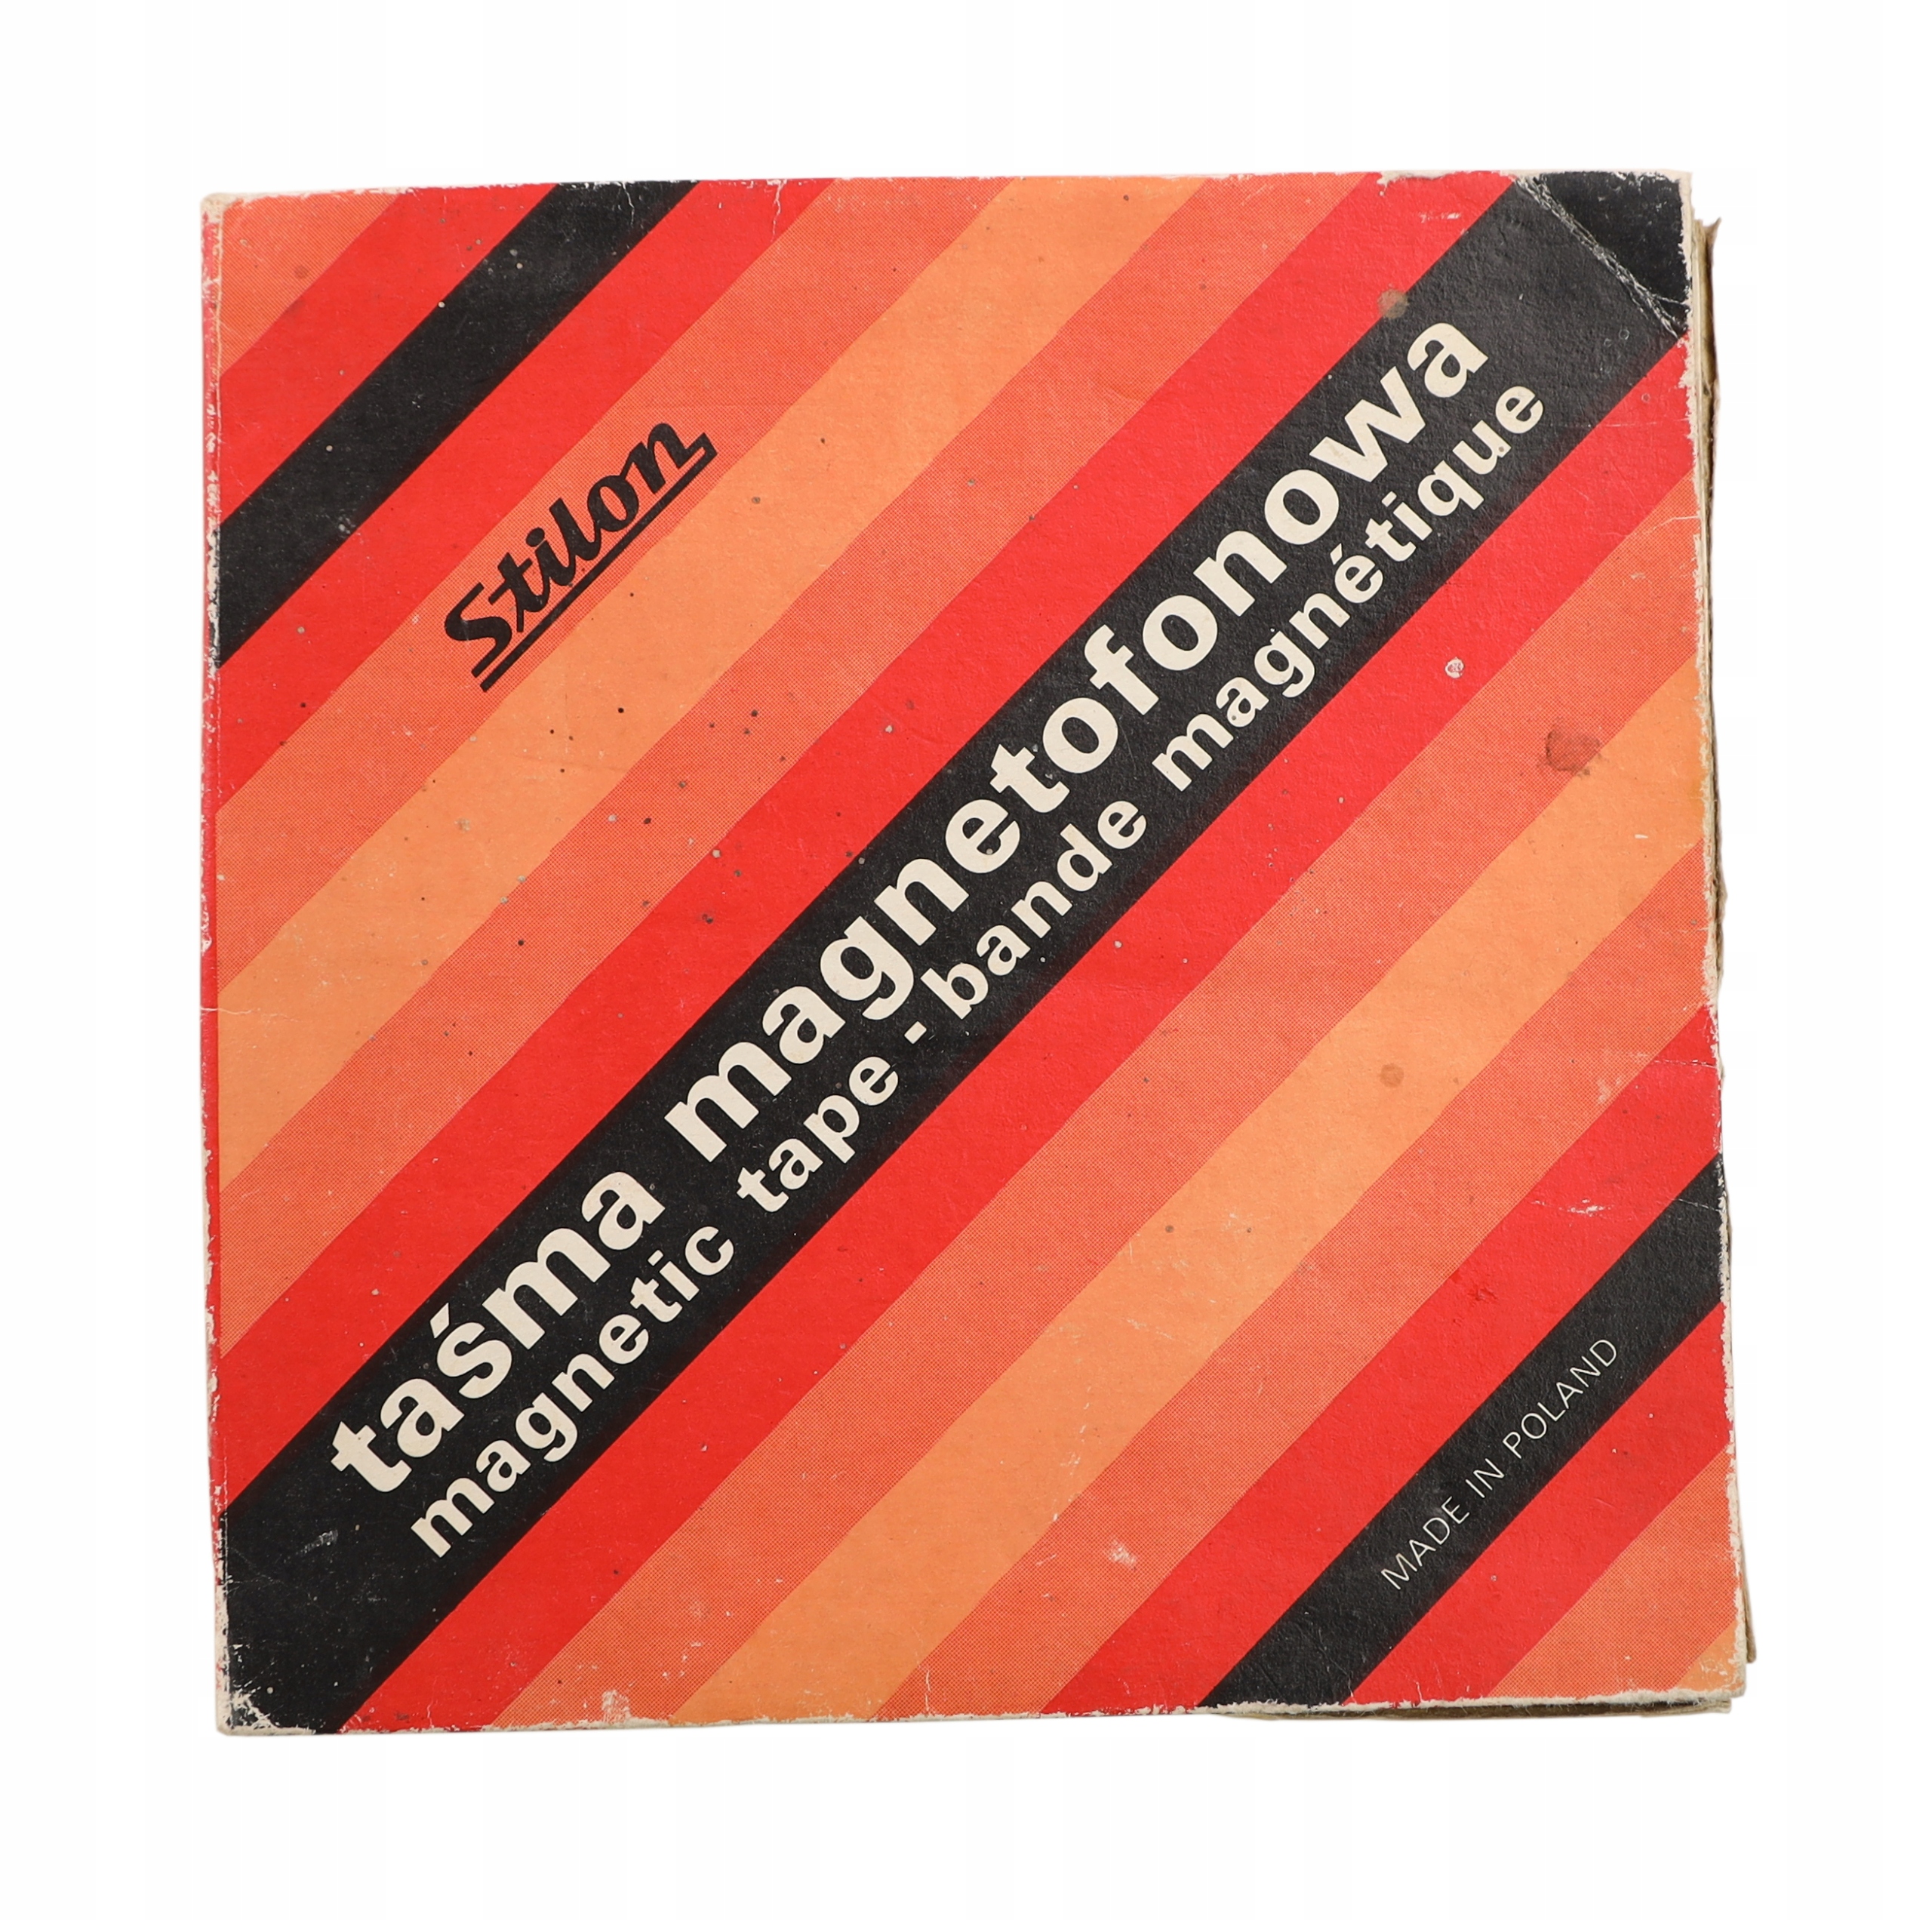 Stilon
taśma magnetofonowa
magnetic tape - bande magnétique
MADE IN POLAND